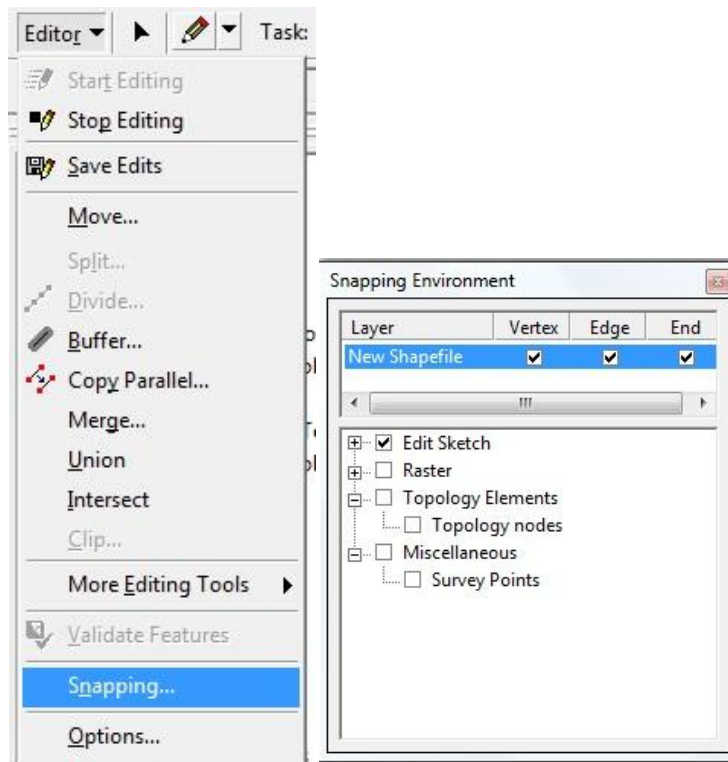 Editor Task:
Start Editing
Stop Editing
Save Edits
Move...
Split...
Divide...
Buffer...
Copy Parallel...
Merge...
Union
Intersect
Clip...
More Editing Tools
Validate Features
Snapping...
Options...
Snapping Environment
Layer Vertex Edge End
New Shapefile
Edit Sketch
Raster
Topology Elements
Topology nodes
Miscellaneous
Survey Points